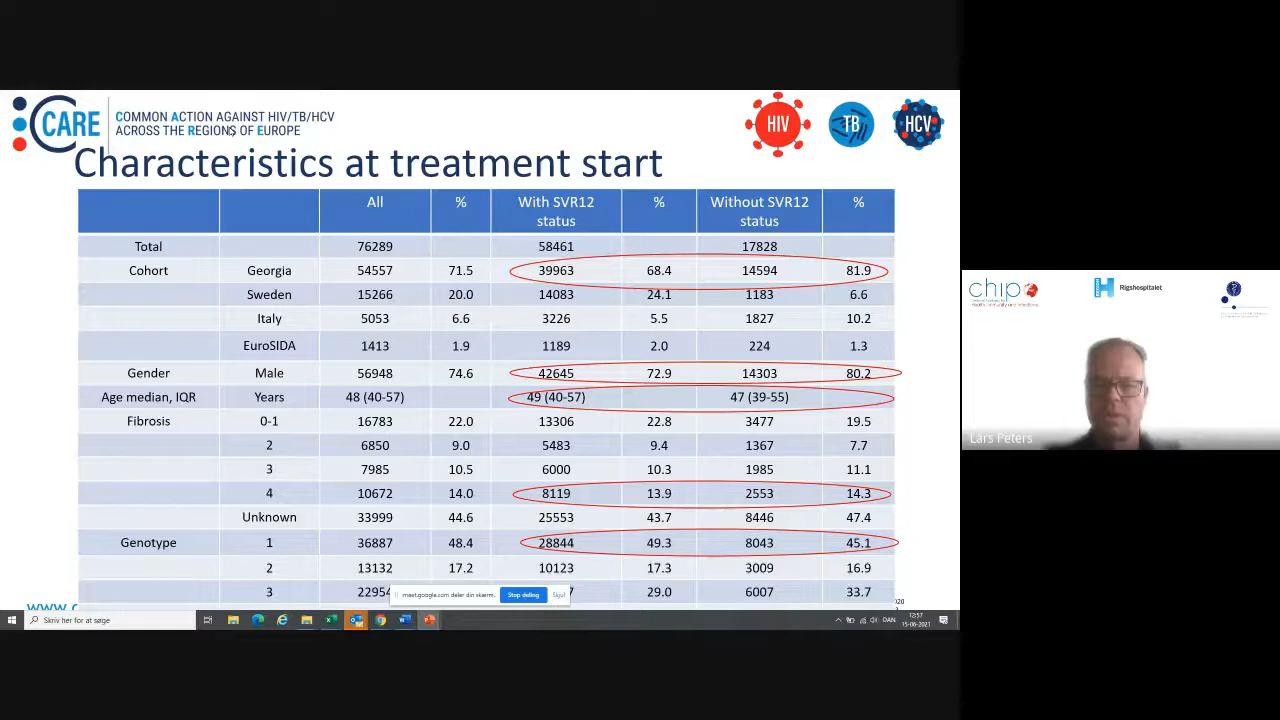 CARE
COMMON ACTION AGAINST HIV/TB/HCV
ACROSS THE REGIONS OF EUROPE
HIV
TB
HCV
Characteristics at treatment start
All % With SVR12 status % Without SVR12 status %
Total 76289 58461 17828
Cohort Georgia 54557 71.5 39963 68.4 14594 81.9
Sweden 15266 20.0 14083 24.1 1183 6.6
Italy 5053 6.6 3226 5.5 1827 10.2
EuroSIDA 1413 1.9 1189 2.0 224 1.3
Gender Male 56948 74.6 42645 72.9 14303 80.2
Age median, IQR Years 48 (40-57) 49 (40-57) 47 (39-55)
Fibrosis 0-1 16783 22.0 13306 22.8 3477 19.5
2 6850 9.0 5483 9.4 1367 7.7
3 7985 10.5 6000 10.3 1985 11.1
4 10672 14.0 8119 13.9 2553 14.3
Unknown 33999 44.6 25553 43.7 8446 47.4
Genotype 1 36887 48.4 28844 49.3 8043 45.1
2 13132 17.2 10123 17.3 3009 16.9
3 22954 29.0 6007 33.7
meet.google.com deler din skærm. Stop deling Skjul
www.
Skriv her for at søge
DAN
12:57
15-06-2021
chip
Rigshospitalet
Lars Peters